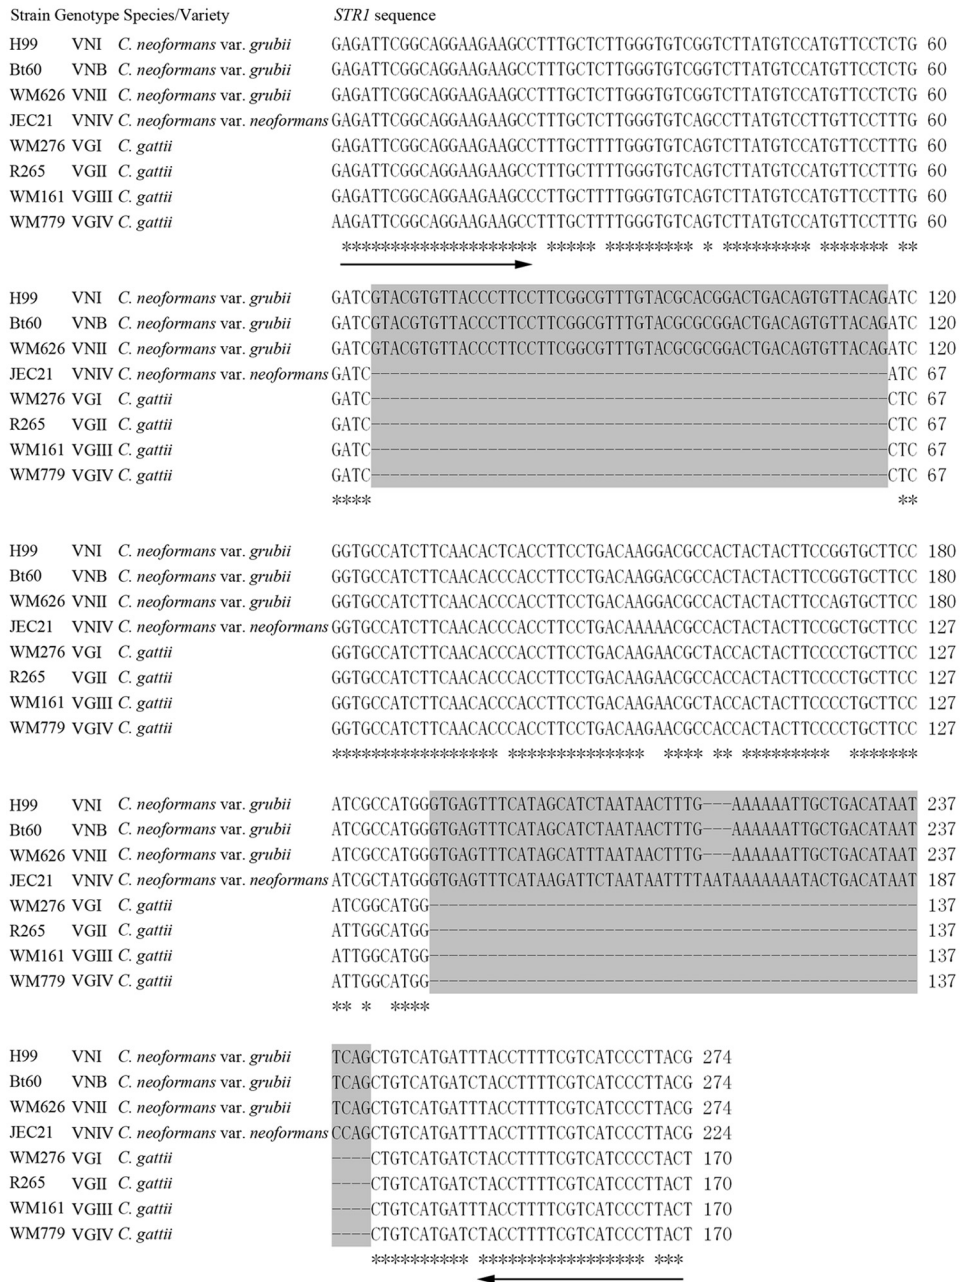 Strain Genotype Species/Variety STR1 sequence
H99 VNI C. neoformans var. grubii GAGATTCGGCAGGAAGAAGCCTTTGCTCTTGGGTGTCGGTCTTATGTCCATGTTCCTCTG 60
Bt60 VNB C. neoformans var. grubii GAGATTCGGCAGGAAGAAGCCTTTGCTCTTGGGTGTCGGTCTTATGTCCATGTTCCTCTG 60
WM626 VNII C. neoformans var. grubii GAGATTCGGCAGGAAGAAGCCTTTGCTCTTGGGTGTCGGTCTTATGTCCATGTTCCTCTG 60
JEC21 VNIV C. neoformans var. neoformans GAGATTCGGCAGGAAGAAGCCTTTGCTCTTGGGTGTCAGCCTTATGTCCTTGTTCCTTTG 60
WM276 VGI C. gattii GAGATTCGGCAGGAAGAAGCCTTTGCTTTTGGGTGTCAGTCTTATGTCCATGTTCCTTTG 60
R265 VGII C. gattii GAGATTCGGCAGGAAGAAGCCTTTGCTTTTGGGTGTCAGTCTTATGTCCATGTTCCTTTG 60
WM161 VGIII C. gattii GAGATTCGGCAGGAAGAAGCCTTTGCTTTTGGGTGTCAGTCTTATGTCCATGTTCCTTTG 60
WM779 VGIV C. gattii AAGATTCGGCAGGAAGAAGCCTTTGCTTTTGGGTGTCAGTCTTATGTCCATGTTCCTTTG 60
******************** ***** ********* * ********* ******* **
H99 VNI C. neoformans var. grubii GATCGTACGTGTTACCCTTCCTTCGGCGTTTGTACGCACGGACTGACAGTGTTACAGATC 120
Bt60 VNB C. neoformans var. grubii GATCGTACGTGTTACCCTTCCTTCGGCGTTTGTACGCGCGGACTGACAGTGTTACAGATC 120
WM626 VNII C. neoformans var. grubii GATCGTACGTGTTACCCTTCCTTCGGCGTTTGTACGCGCGGACTGACAGTGTTACAGATC 120
JEC21 VNIV C. neoformans var. neoformans GATC-----------------------------------------------------ATC 67
WM276 VGI C. gattii GATC-----------------------------------------------------CTC 67
R265 VGII C. gattii GATC-----------------------------------------------------CTC 67
WM161 VGIII C. gattii GATC-----------------------------------------------------CTC 67
WM779 VGIV C. gattii GATC-----------------------------------------------------CTC 67
**** **
H99 VNI C. neoformans var. grubii GGTGCCATCTTCAACACTCACCTTCCTGACAAGGACGCCACTACTACTTCCGGTGCTTCC 180
Bt60 VNB C. neoformans var. grubii GGTGCCATCTTCAACACCCACCTTCCTGACAAGGACGCCACTACTACTTCCGGTGCTTCC 180
WM626 VNII C. neoformans var. grubii GGTGCCATCTTCAACACCCACCTTCCTGACAAGGACGCCACTACTACTTCCAGTGCTTCC 180
JEC21 VNIV C. neoformans var. neoformans GGTGCCATCTTCAACACCCACCTTCCTGACAAAAACGCCACTACTACTTCCGCTGCTTCC 127
WM276 VGI C. gattii GGTGCCATCTTCAACACCCACCTTCCTGACAAGAACGCTACCACTACTTCCCCTGCTTCC 127
R265 VGII C. gattii GGTGCCATCTTCAACACCCACCTTCCTGACAAGAACGCCACCACTACTTCCCCTGCTTCC 127
WM161 VGIII C. gattii GGTGCCATCTTCAACACCCACCTTCCTGACAAGAACGCTACCACTACTTCCCCTGCTTCC 127
WM779 VGIV C. gattii GGTGCCATCTTCAACACCCACCTTCCTGACAAGAACGCCACCACTACTTCCCCTGCTTCC 127
***************** ************** **** ** ********* *******
H99 VNI C. neoformans var. grubii ATCGCCATGGGTGAGTTTCATAGCATCTAATAACTTTG---AAAAAATTGCTGACATAAT 237
Bt60 VNB C. neoformans var. grubii ATCGCCATGGGTGAGTTTCATAGCATCTAATAACTTTG---AAAAAATTGCTGACATAAT 237
WM626 VNII C. neoformans var. grubii ATCGCCATGGGTGAGTTTCATAGCATTTAATAACTTTG---AAAAAATTGCTGACATAAT 237
JEC21 VNIV C. neoformans var. neoformans ATCGCTATGGGTGAGTTTCATAAGATTCTAATAATTTTAATAAAAAAATACTGACATAAT 187
WM276 VGI C. gattii ATCGGCATGG-------------------------------------------------- 137
R265 VGII C. gattii ATTGGCATGG-------------------------------------------------- 137
WM161 VGIII C. gattii ATTGGCATGG-------------------------------------------------- 137
WM779 VGIV C. gattii ATTGGCATGG-------------------------------------------------- 137
** * ****
H99 VNI C. neoformans var. grubii TCAGCTGTCATGATTTACCTTTTCGTCATCCCTTACG 274
Bt60 VNB C. neoformans var. grubii TCAGCTGTCATGATCTACCTTTTCGTCATCCCTTACG 274
WM626 VNII C. neoformans var. grubii TCAGCTGTCATGATTTACCTTTTCGTCATCCCTTACG 274
JEC21 VNIV C. neoformans var. neoformans CCAGCTGTCATGATTTACCTTTTCGTCATCCCTTACG 224
WM276 VGI C. gattii ----CTGTCATGATCTACCTTTTCGTCATCCCCTACT 170
R265 VGII C. gattii ----CTGTCATGATCTACCTTTTCGTCATCCCTTACT 170
WM161 VGIII C. gattii ----CTGTCATGATTTACCTTTTCGTCATCCCTTACT 170
WM779 VGIV C. gattii ----CTGTCATGATCTACCTTTTCGTCATCCCTTACT 170
********** ***************** ***